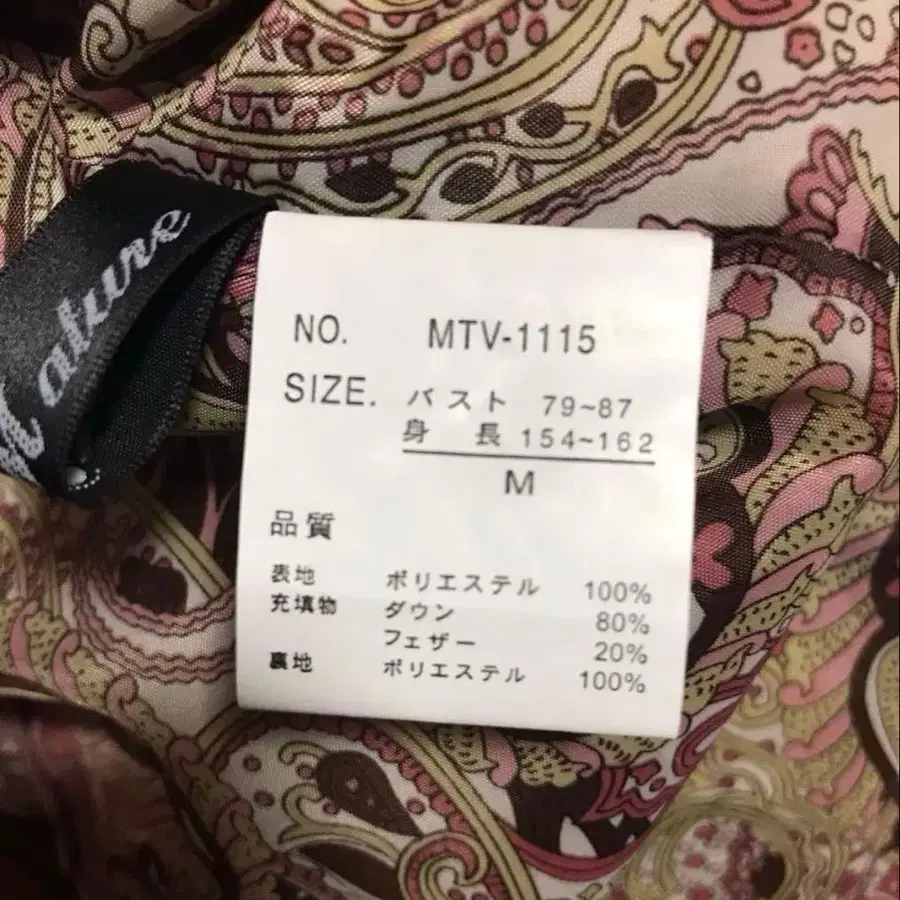 Mature
NO. MTV-1115
SIZE. バスト 79~87
身 長 154~162
M
品質
表地 ポリエステル 100%
充填物 ダウン 80%
フェザー 20%
裏地 ポリエステル 100%